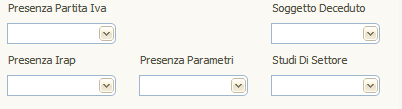 Presenza Partita Iva Soggetto Deceduto
Presenza Irap Presenza Parametri Studi Di Settore